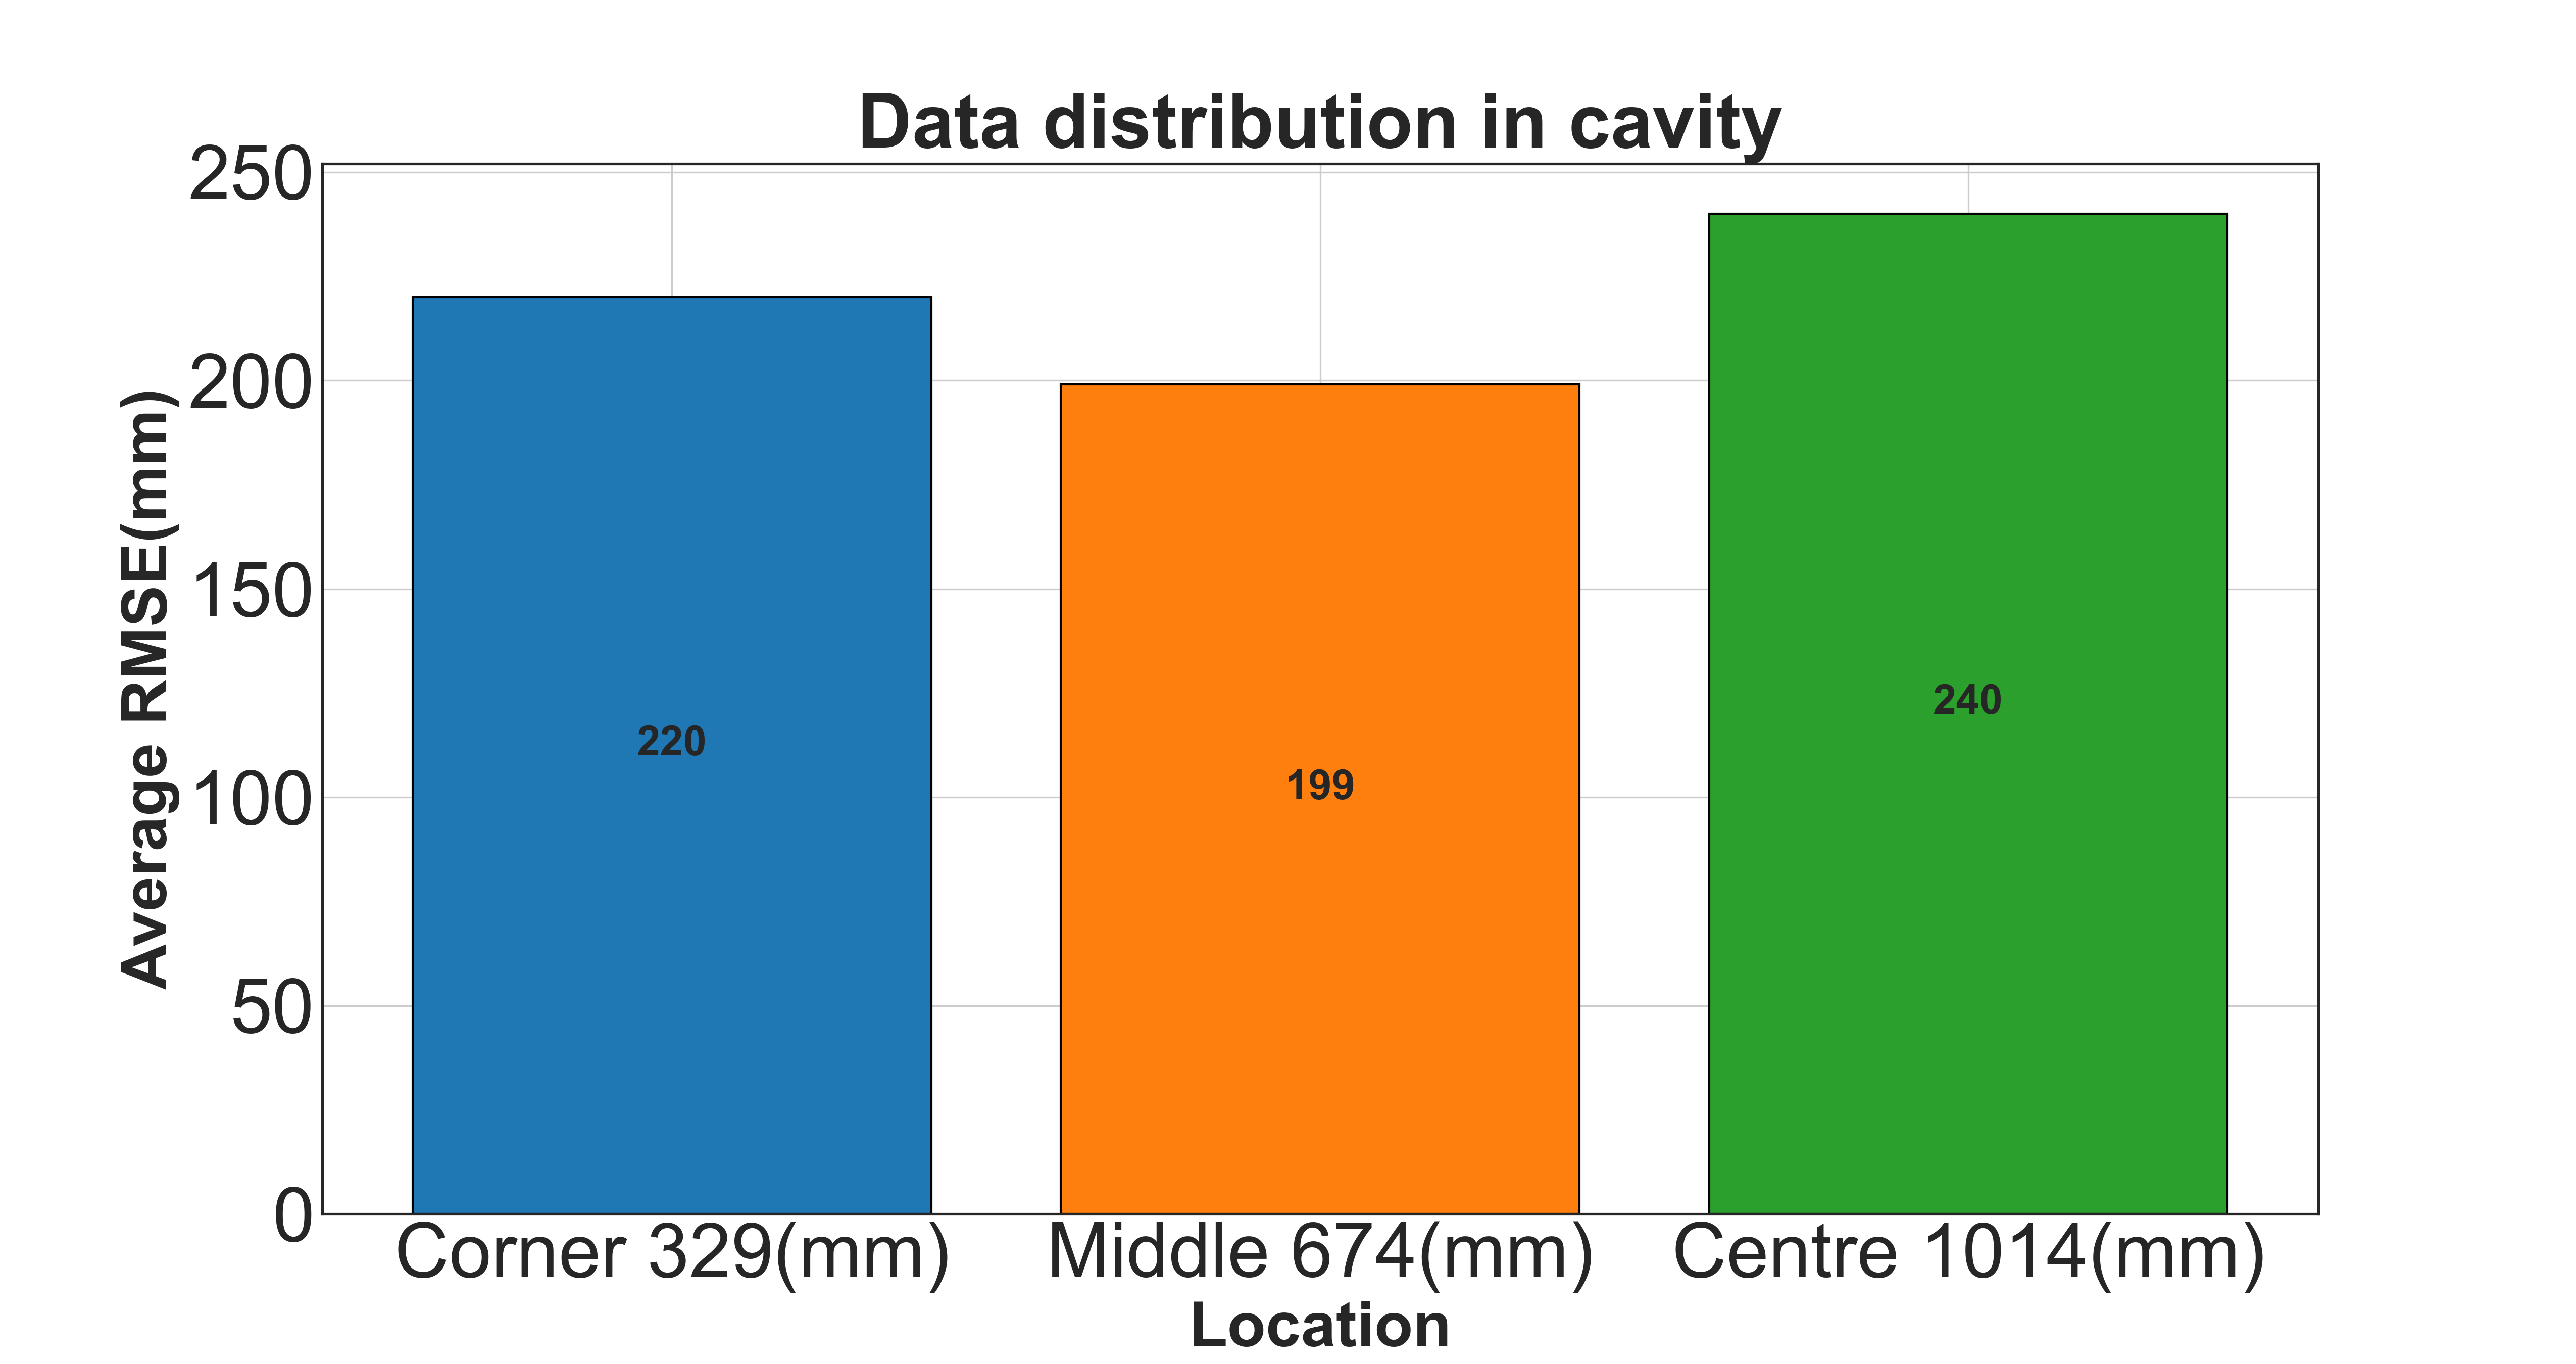 Data distribution in cavity
250
200
150
100
50
0
Average RMSE(mm)
220
199
240
Corner 329(mm)
Middle 674(mm)
Centre 1014(mm)
Location